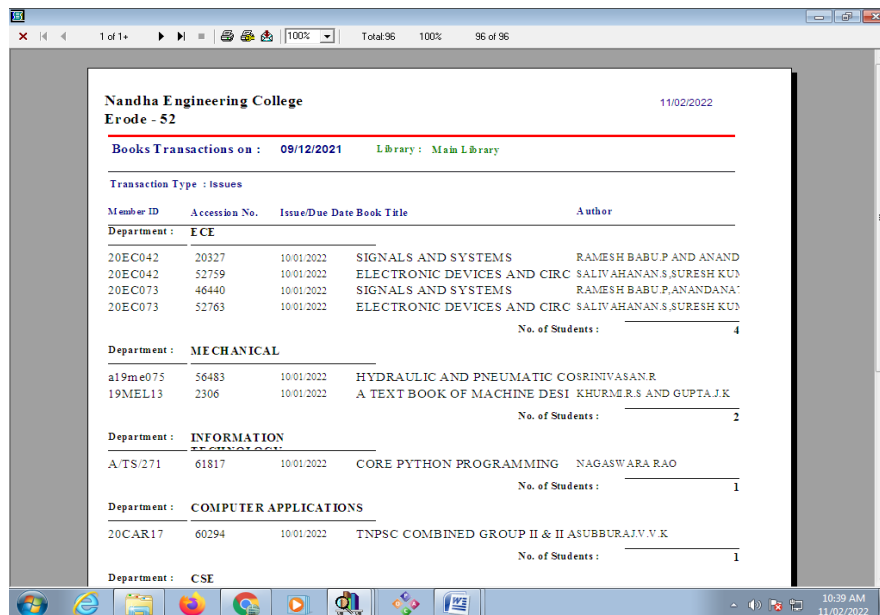 1 of 1+ 100% Total:96 100% 96 of 96
Nandha Engineering College 11/02/2022
Erode - 52
Books Transactions on : 09/12/2021 Library : Main Library
Transaction Type : Issues
Member ID Accession No. Issue/Due Date Book Title Author
Department : ECE
20EC042 20327 10/01/2022 SIGNALS AND SYSTEMS RAMESH BABU.P AND ANAND
20EC042 52759 10/01/2022 ELECTRONIC DEVICES AND CIRC SALIVAHANAN.S,SURESH KUM
20EC073 46440 10/01/2022 SIGNALS AND SYSTEMS RAMESH BABU.P,ANANDANAT
20EC073 52763 10/01/2022 ELECTRONIC DEVICES AND CIRC SALIVAHANAN.S,SURESH KUM
No. of Students : 4
Department : MECHANICAL
a19me075 56483 10/01/2022 HYDRAULIC AND PNEUMATIC CO SRINIVASAN.R
19MEL13 2306 10/01/2022 A TEXT BOOK OF MACHINE DESI KHURMI.R.S AND GUPTA.J.K
No. of Students : 2
Department : INFORMATION
TECHNOLOGY
A/TS/271 61817 10/01/2022 CORE PYTHON PROGRAMMING NAGASWARA RAO
No. of Students : 1
Department : COMPUTER APPLICATIONS
20CAR17 60294 10/01/2022 TNPSC COMBINED GROUP II & II A SUBBURAJ.V.V.K
No. of Students : 1
Department : CSE
10:39 AM
11/02/2022